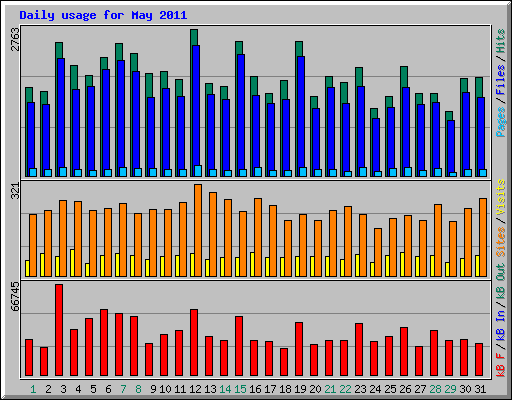 Daily usage for May 2011
2763
Pages / Files / Hits
321
Sites / Visits
66745
kB F / kB In / kB Out
1 2 3 4 5 6 7 8 9 10 11 12 13 14 15 16 17 18 19 20 21 22 23 24 25 26 27 28 29 30 31